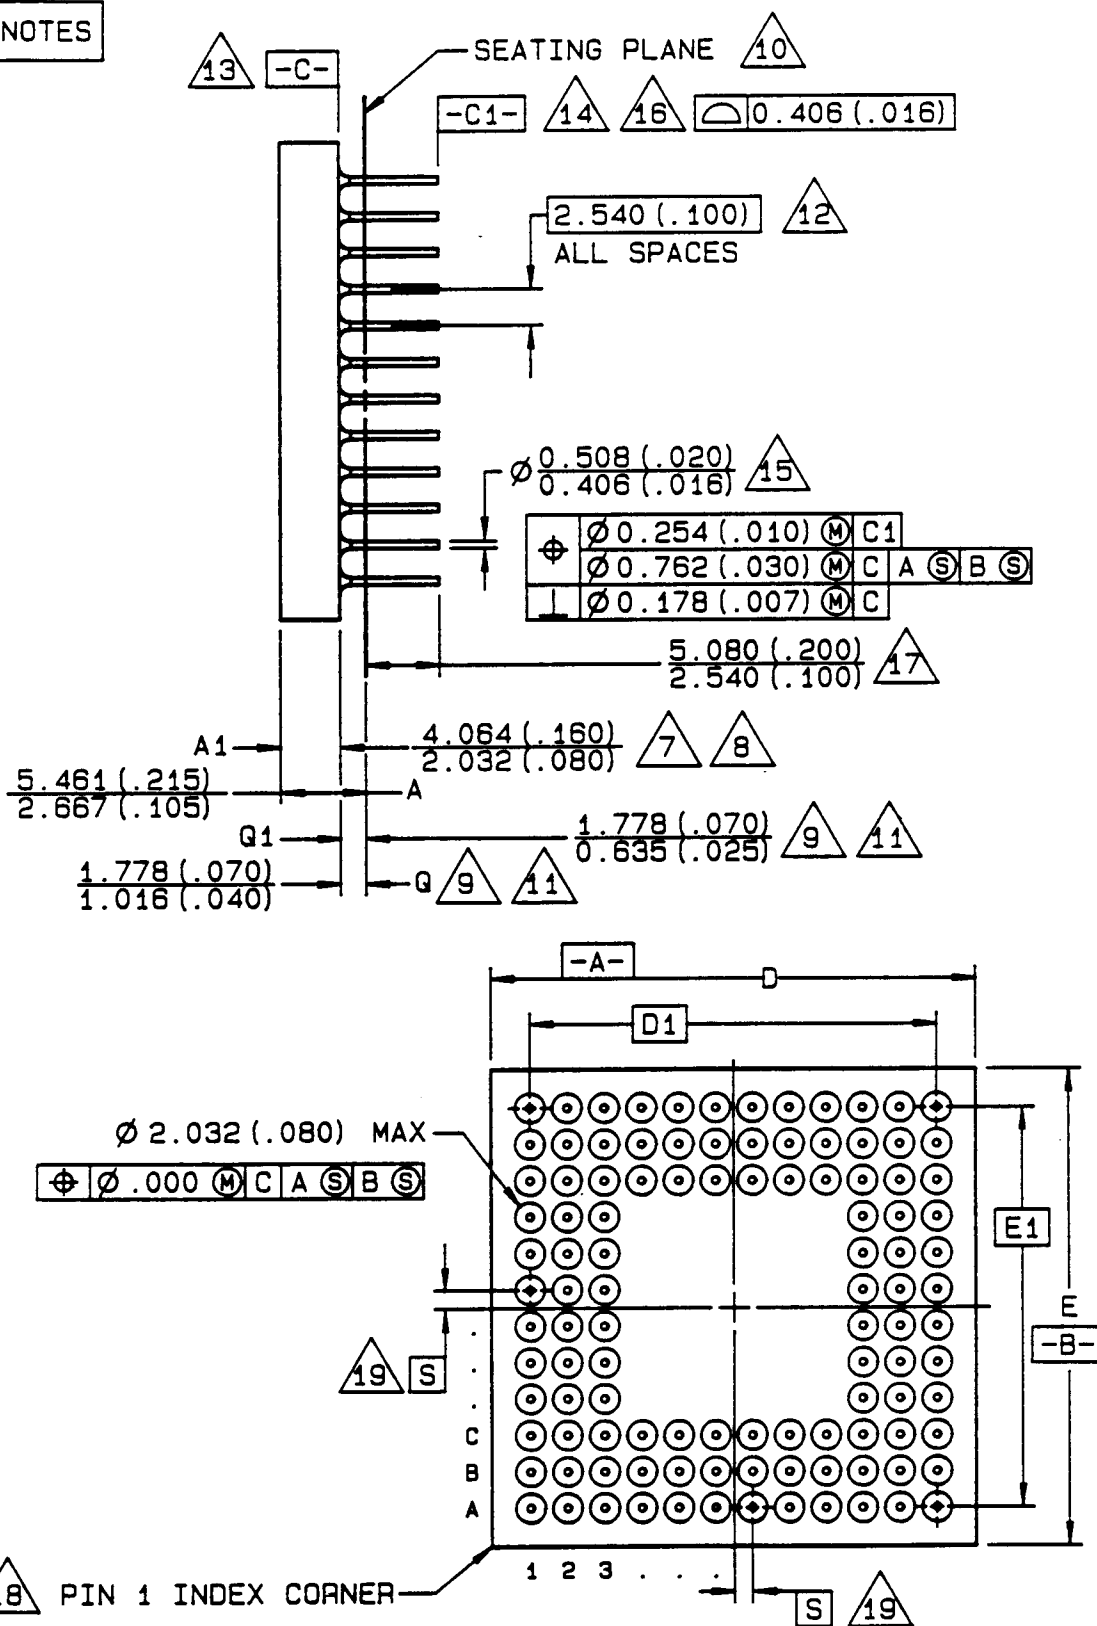 NOTES
SEATING PLANE 10
13 -C-
-C1- 14 16 ⌓ 0.406 (.016)
2.540 (.100) 12
ALL SPACES
Ø 0.508 (.020) 15
0.406 (.016)
⌖ Ø 0.254 (.010) Ⓜ C1
Ø 0.762 (.030) Ⓜ C A Ⓢ B Ⓢ
⊥ Ø 0.178 (.007) Ⓜ C
5.080 (.200) 17
2.540 (.100)
A1 4.064 (.160) 7 8
2.032 (.080)
5.461 (.215) A
2.667 (.105)
Q1 1.778 (.070) 9 11
0.635 (.025)
1.778 (.070) Q 9 11
1.016 (.040)
-A- D
D1
Ø 2.032 (.080) MAX
⌖ Ø .000 Ⓜ C A Ⓢ B Ⓢ
E1
E
-B-
19 S
.
.
.
C
B
A
1 2 3 . . .
18 PIN 1 INDEX CORNER
S 19